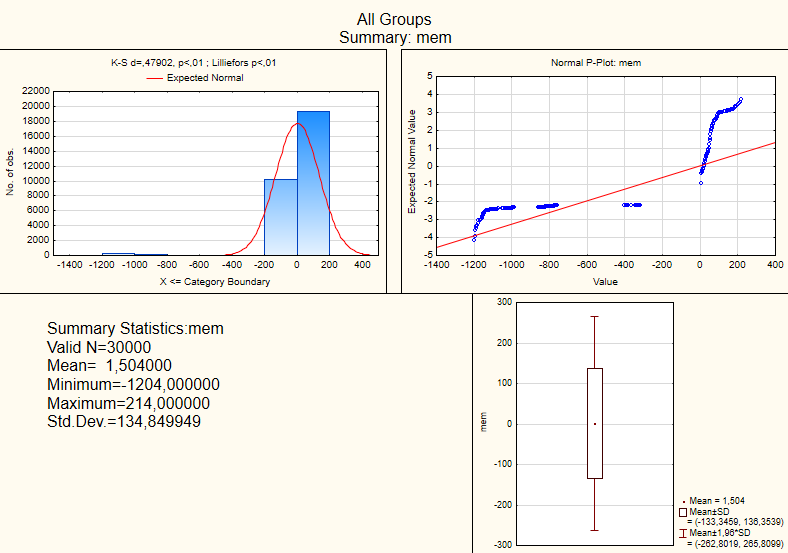 All Groups
Summary: mem
K-S d=,47902, p<,01 ; Lilliefors p<,01
Expected Normal
22000
20000
18000
16000
14000
12000
10000
8000
6000
4000
2000
0
No. of obs.
-1400 -1200 -1000 -800 -600 -400 -200 0 200 400
X <= Category Boundary
Normal P-Plot: mem
5
4
3
2
1
0
-1
-2
-3
-4
-5
Expected Normal Value
-1400 -1200 -1000 -800 -600 -400 -200 0 200 400
Value
Summary Statistics:mem
Valid N=30000
Mean= 1,504000
Minimum=-1204,000000
Maximum=214,000000
Std.Dev.=134,849949
300
200
100
0
-100
-200
-300
mem
Mean = 1,504
Mean±SD
= (-133,3459, 136,3539)
Mean±1,96*SD
= (-262,8019, 265,8099)